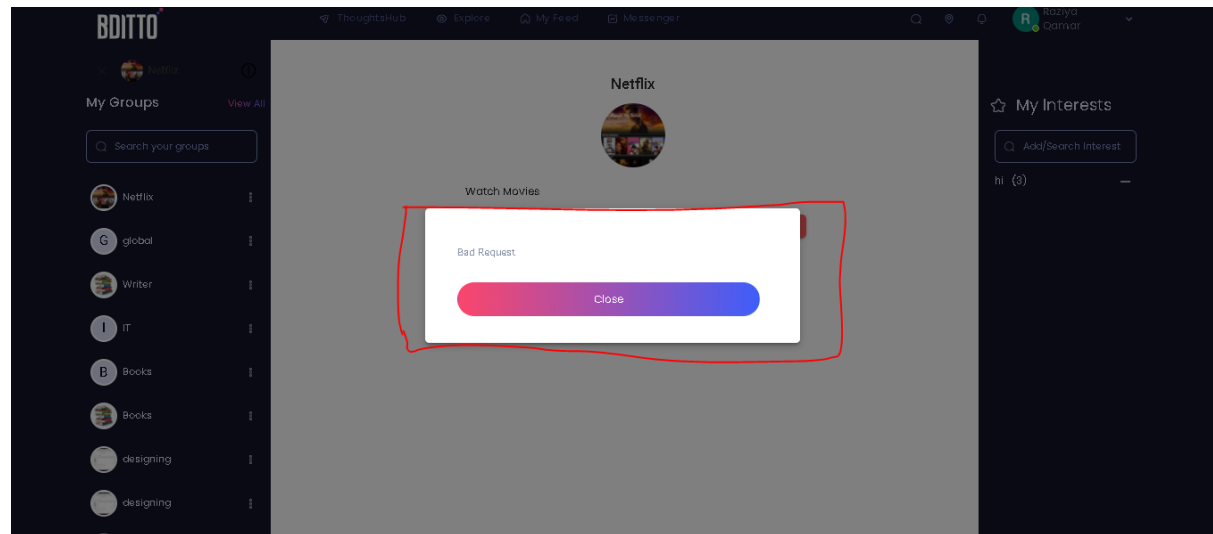 BDITTO
ThoughtsHub Explore My Feed Messenger
R Raziya Qamar
Netflix
My Groups View All
Search your groups
Netflix
G global
Writer
I IT
B Books
Books
designing
designing
Netflix
Watch Movies
Bad Request
Close
My Interests
Add/Search Interest
hi (3)